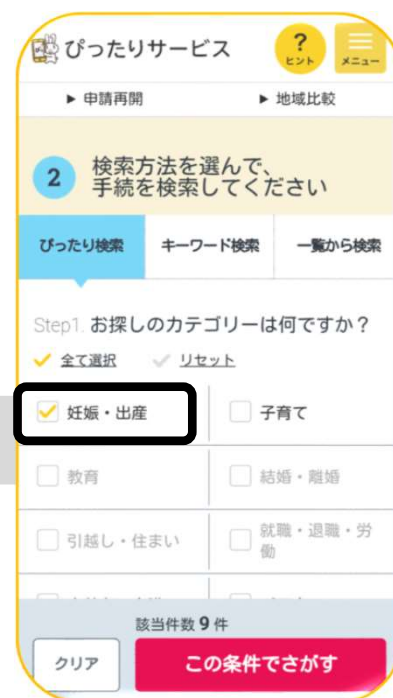 ぴったりサービス
?
ヒント
メニュー
▶ 申請再開
▶ 地域比較
2
検索方法を選んで、
手続を検索してください
ぴったり検索
キーワード検索
一覧から検索
Step1. お探しのカテゴリーは何ですか?
全て選択
リセット
妊娠・出産
子育て
教育
結婚・離婚
引越し・住まい
就職・退職・労
働
該当件数 9 件
クリア
この条件でさがす